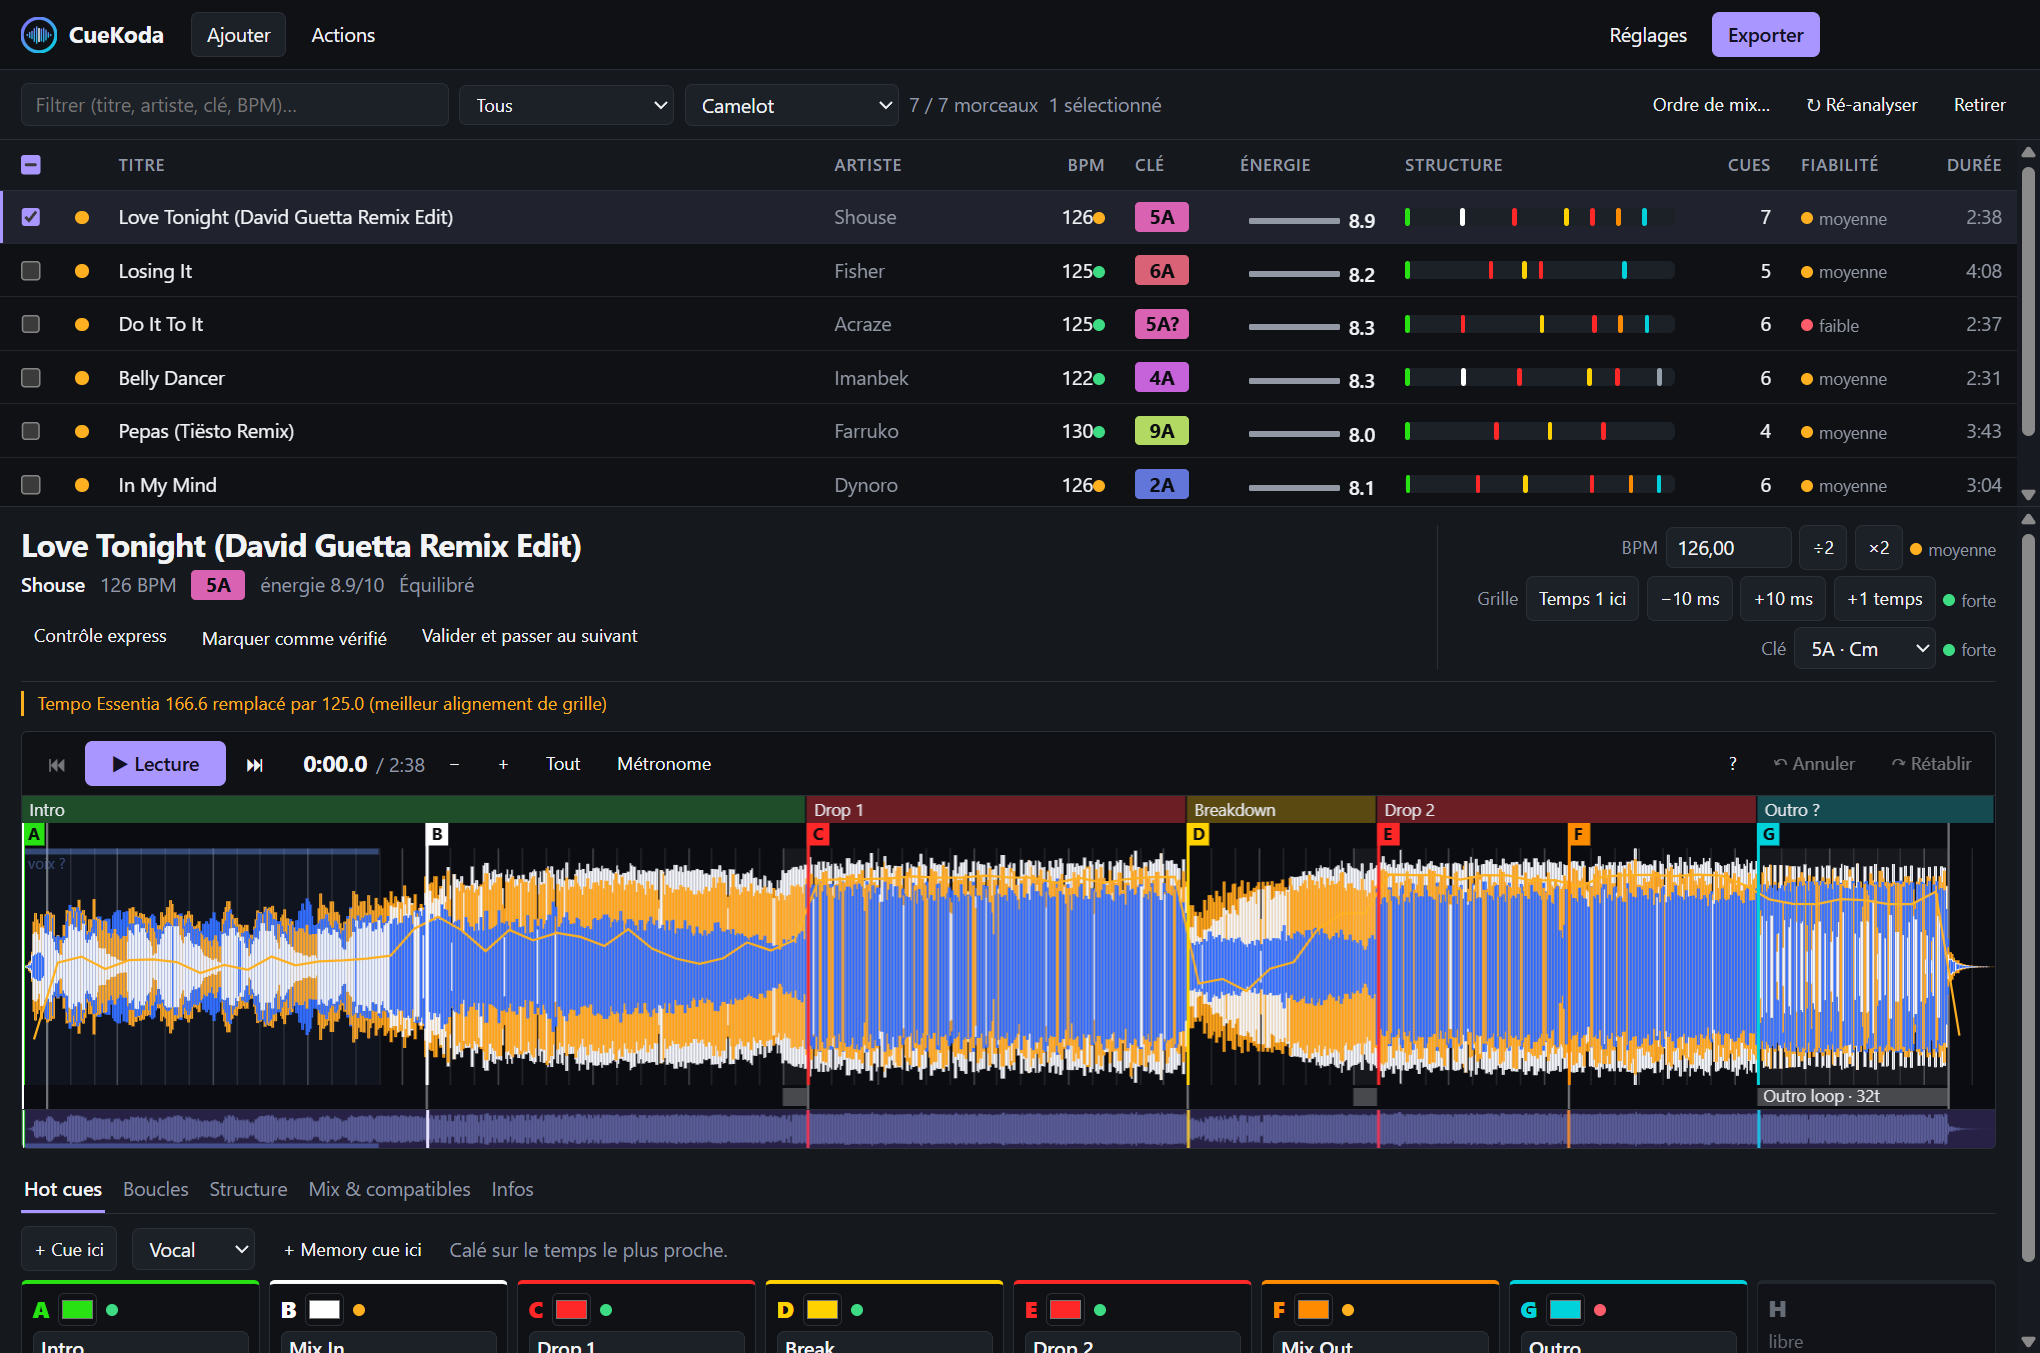 CueKoda Ajouter Actions Réglages Exporter
Filtrer (titre, artiste, clé, BPM)... Tous Camelot 7 / 7 morceaux 1 sélectionné Ordre de mix... ↻ Ré-analyser Retirer
TITRE ARTISTE BPM CLÉ ÉNERGIE STRUCTURE CUES FIABILITÉ DURÉE
Love Tonight (David Guetta Remix Edit) Shouse 126 5A 8.9 7 moyenne 2:38
Losing It Fisher 125 6A 8.2 5 moyenne 4:08
Do It To It Acraze 125 5A? 8.3 6 faible 2:37
Belly Dancer Imanbek 122 4A 8.3 6 moyenne 2:31
Pepas (Tiësto Remix) Farruko 130 9A 8.0 4 moyenne 3:43
In My Mind Dynoro 126 2A 8.1 6 moyenne 3:04
Love Tonight (David Guetta Remix Edit)
Shouse 126 BPM 5A énergie 8.9/10 Équilibré
Contrôle express Marquer comme vérifié Valider et passer au suivant
BPM 126,00 ÷2 ×2 moyenne
Grille Temps 1 ici −10 ms +10 ms +1 temps forte
Clé 5A · Cm forte
Tempo Essentia 166.6 remplacé par 125.0 (meilleur alignement de grille)
⏮ ▶ Lecture ⏭ 0:00.0 / 2:38 − + Tout Métronome ? ↶ Annuler ↷ Rétablir
Intro Drop 1 Breakdown Drop 2 Outro ?
A B C D E F G
voix ?
Outro loop · 32t
Hot cues Boucles Structure Mix & compatibles Infos
+ Cue ici Vocal + Memory cue ici Calé sur le temps le plus proche.
A B C D E F G H
Intro Mix In Drop 1 Break Drop 2 Mix Out Outro libre